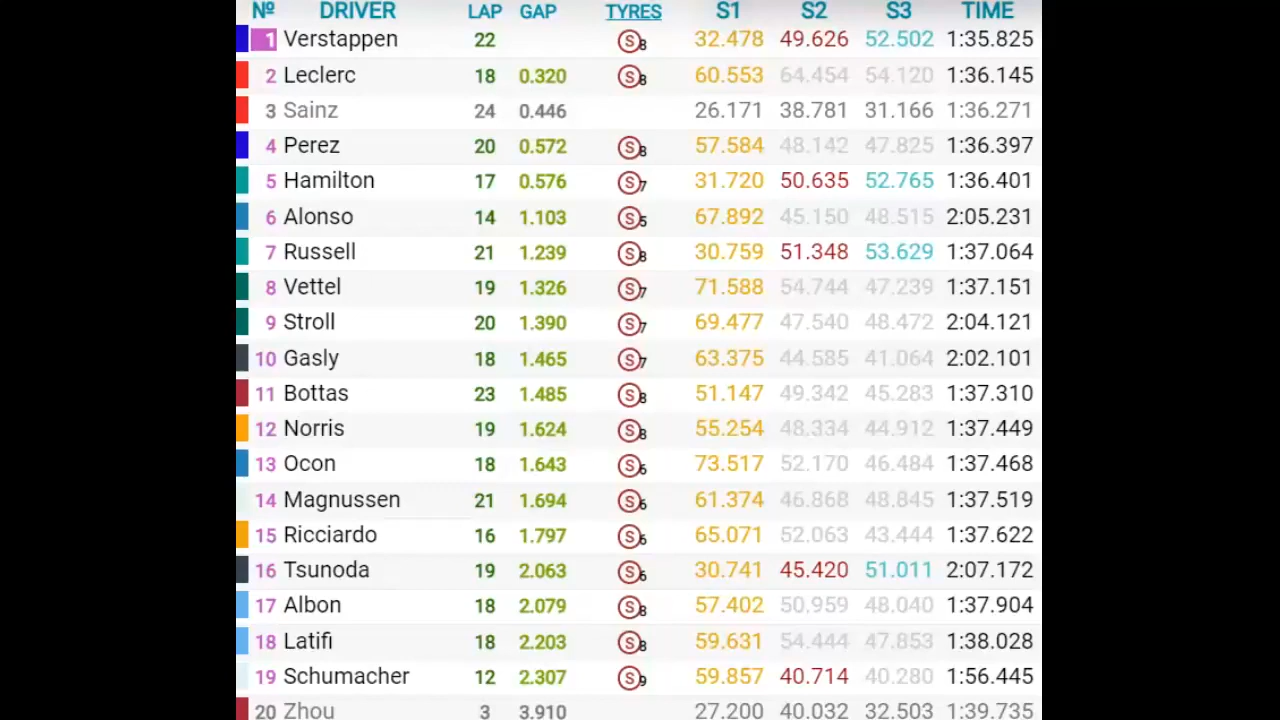 Nº DRIVER LAP GAP TYRES S1 S2 S3 TIME
1 Verstappen 22 S 8 32.478 49.626 52.502 1:35.825
2 Leclerc 18 0.320 S 8 60.553 64.454 54.120 1:36.145
3 Sainz 24 0.446 26.171 38.781 31.166 1:36.271
4 Perez 20 0.572 S 8 57.584 48.142 47.825 1:36.397
5 Hamilton 17 0.576 S 7 31.720 50.635 52.765 1:36.401
6 Alonso 14 1.103 S 5 67.892 45.150 48.515 2:05.231
7 Russell 21 1.239 S 8 30.759 51.348 53.629 1:37.064
8 Vettel 19 1.326 S 7 71.588 54.744 47.239 1:37.151
9 Stroll 20 1.390 S 7 69.477 47.540 48.472 2:04.121
10 Gasly 18 1.465 S 7 63.375 44.585 41.064 2:02.101
11 Bottas 23 1.485 S 8 51.147 49.342 45.283 1:37.310
12 Norris 19 1.624 S 8 55.254 48.334 44.912 1:37.449
13 Ocon 18 1.643 S 6 73.517 52.170 46.484 1:37.468
14 Magnussen 21 1.694 S 6 61.374 46.868 48.845 1:37.519
15 Ricciardo 16 1.797 S 6 65.071 52.063 43.444 1:37.622
16 Tsunoda 19 2.063 S 6 30.741 45.420 51.011 2:07.172
17 Albon 18 2.079 S 8 57.402 50.959 48.040 1:37.904
18 Latifi 18 2.203 S 8 59.631 54.444 47.853 1:38.028
19 Schumacher 12 2.307 S 9 59.857 40.714 40.280 1:56.445
20 Zhou 3 3.910 27.200 40.032 32.503 1:39.735